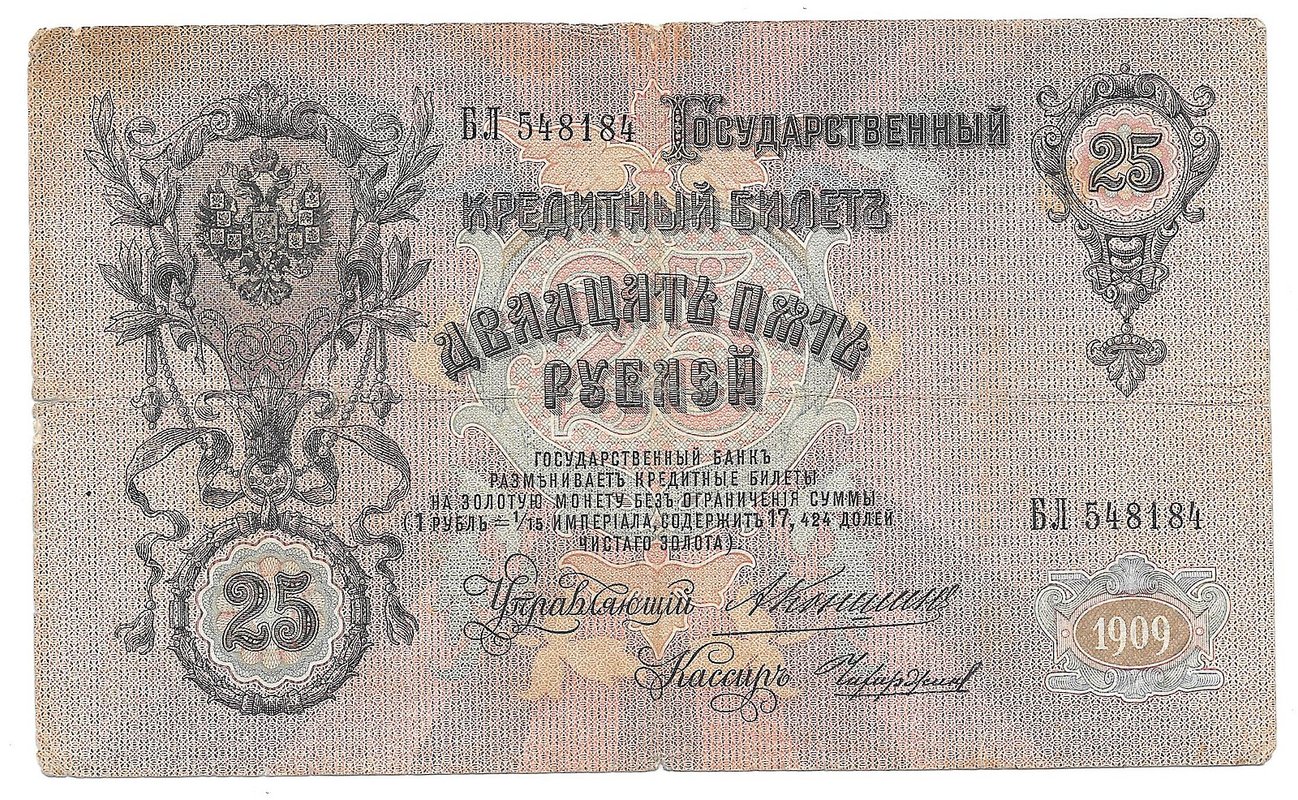 БЛ 548184 Государственный
25
Кредитный Билетъ
Двадцать пять
рублей
Государственный Банкъ
размѣниваетъ кредитные билеты
на золотую монету безъ ограниченія суммы
(1 рубль = 1/15 имперіала, содержитъ 17, 424 долей
чистаго золота)
БЛ 548184
25
Управляющій
1909
Кассиръ